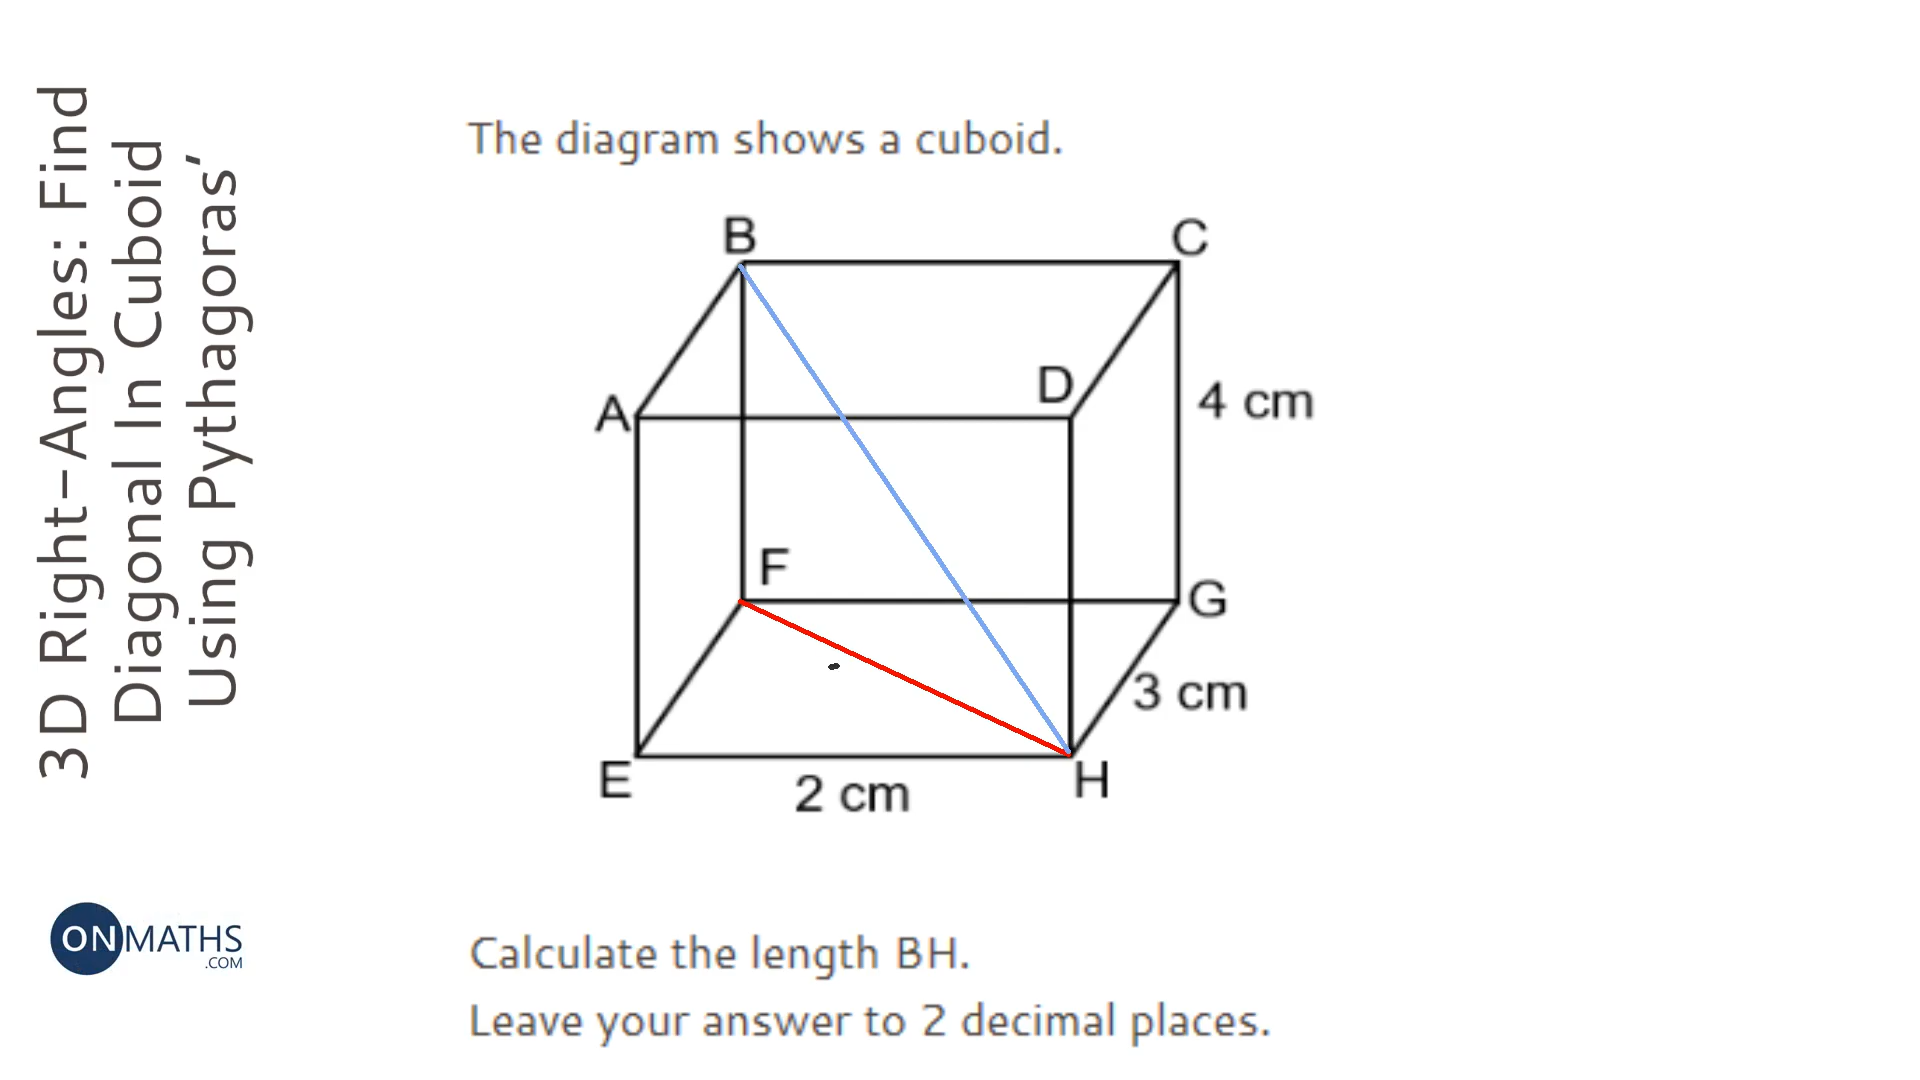 3D Right-Angles: Find
Diagonal In Cuboid
Using Pythagoras’
The diagram shows a cuboid.
B
C
D
A
4 cm
F
G
3 cm
E
H
2 cm
Calculate the length BH.
Leave your answer to 2 decimal places.
ONMATHS
.COM